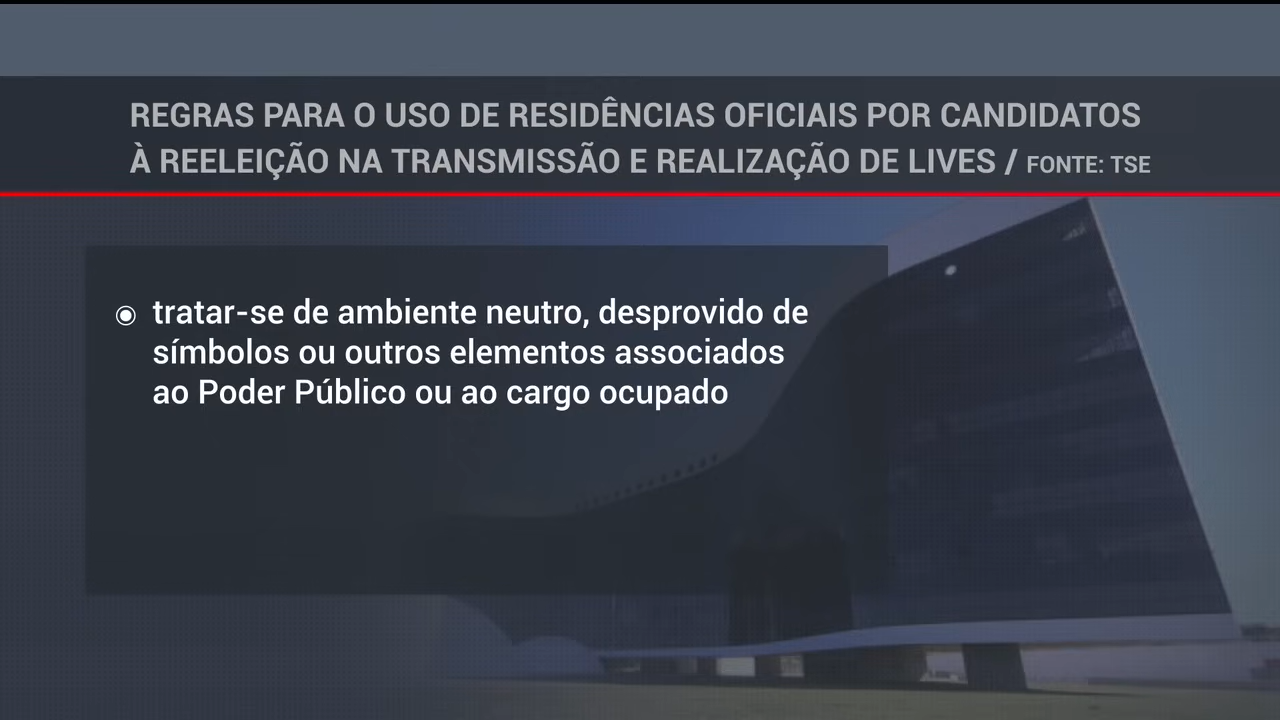 REGRAS PARA O USO DE RESIDÊNCIAS OFICIAIS POR CANDIDATOS
À REELEIÇÃO NA TRANSMISSÃO E REALIZAÇÃO DE LIVES / FONTE: TSE
◉ tratar-se de ambiente neutro, desprovido de
símbolos ou outros elementos associados
ao Poder Público ou ao cargo ocupado